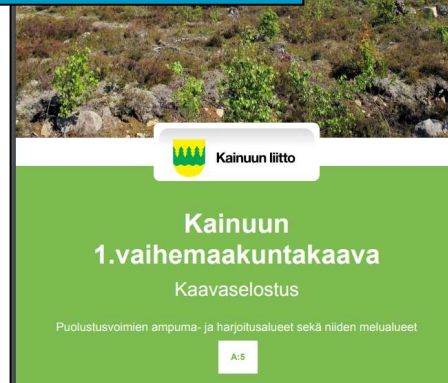 Kainuun liitto
Kainuun
1.vaihemaakuntakaava
Kaavaselostus
Puolustusvoimien ampuma- ja harjoitusalueet sekä niiden melualueet
A:5